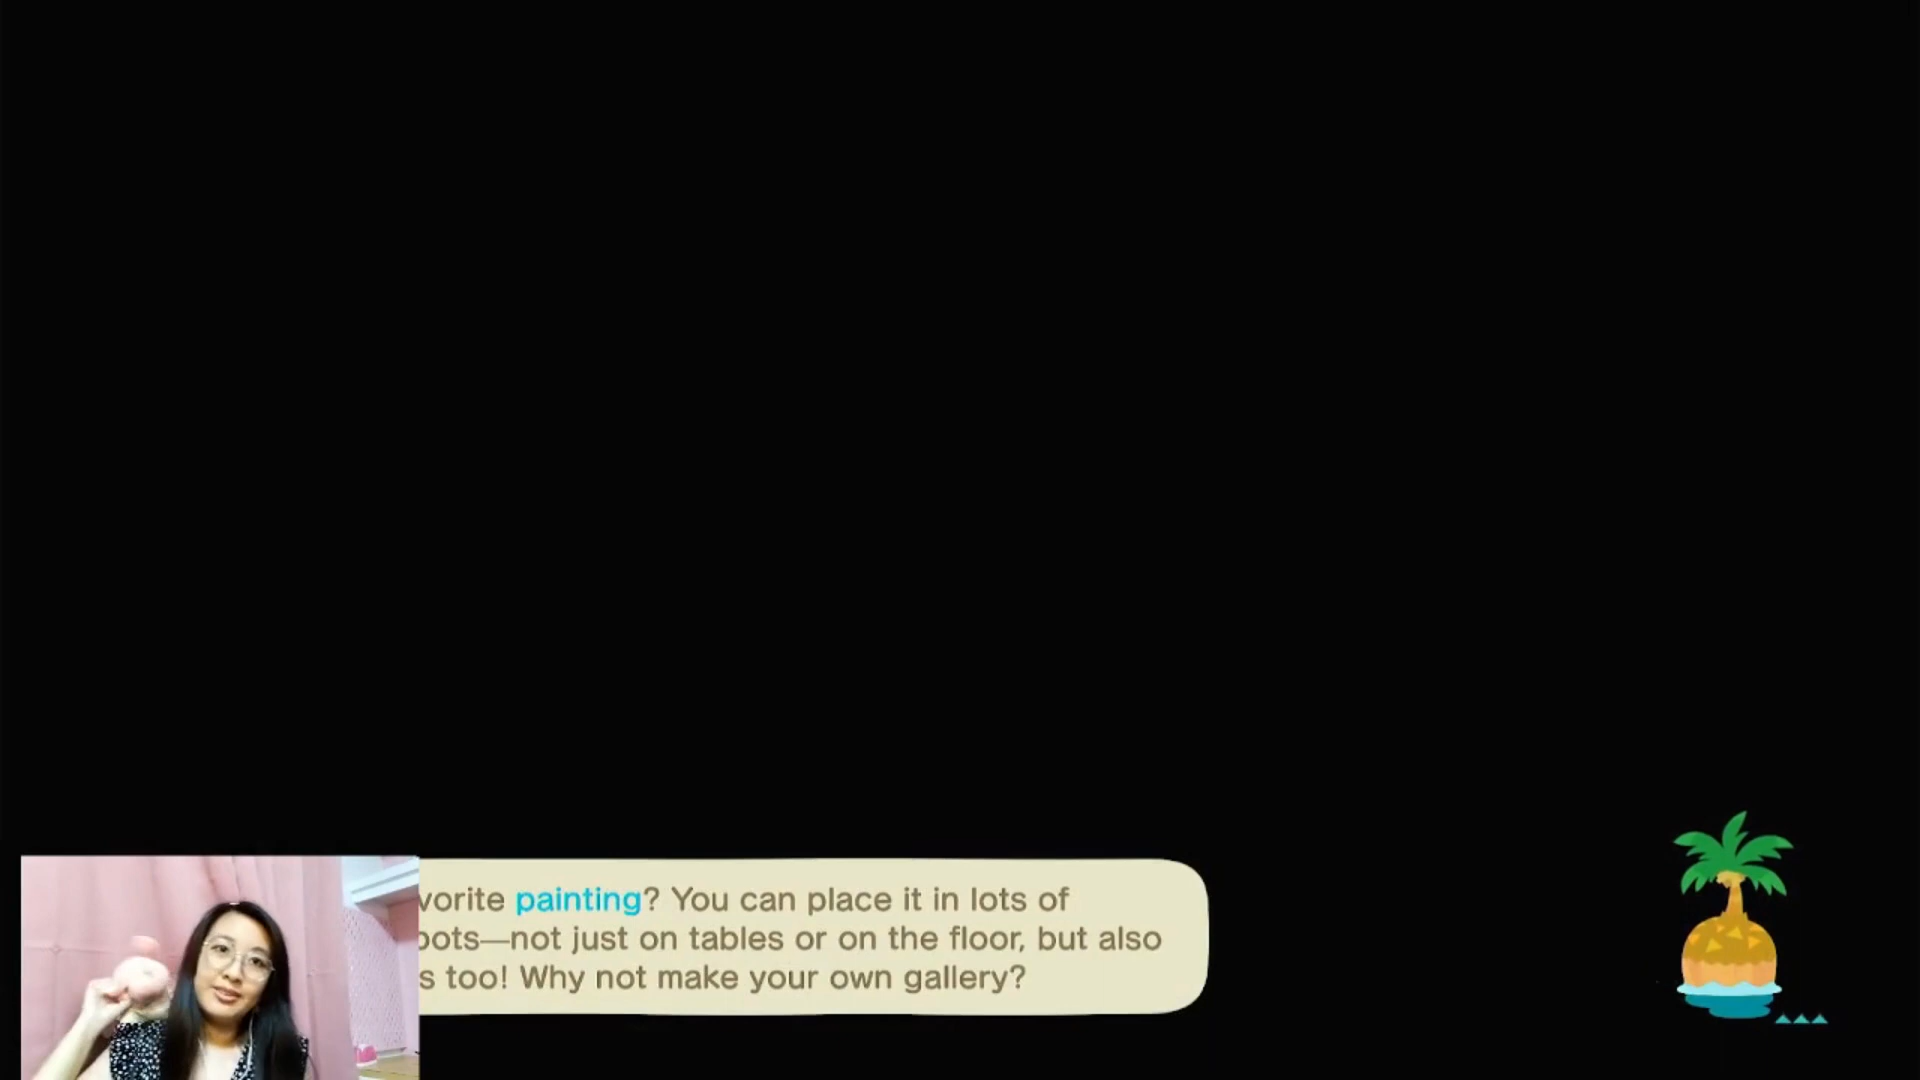 vorite painting? You can place it in lots of
pots—not just on tables or on the floor, but also
s too! Why not make your own gallery?